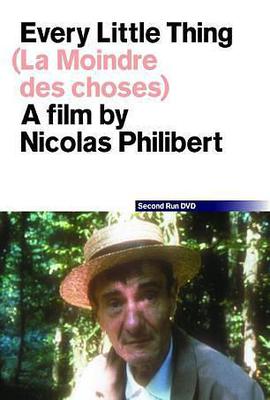 Every Little Thing
(La Moindre
des choses)
A film by
Nicolas Philibert
Second Run DVD